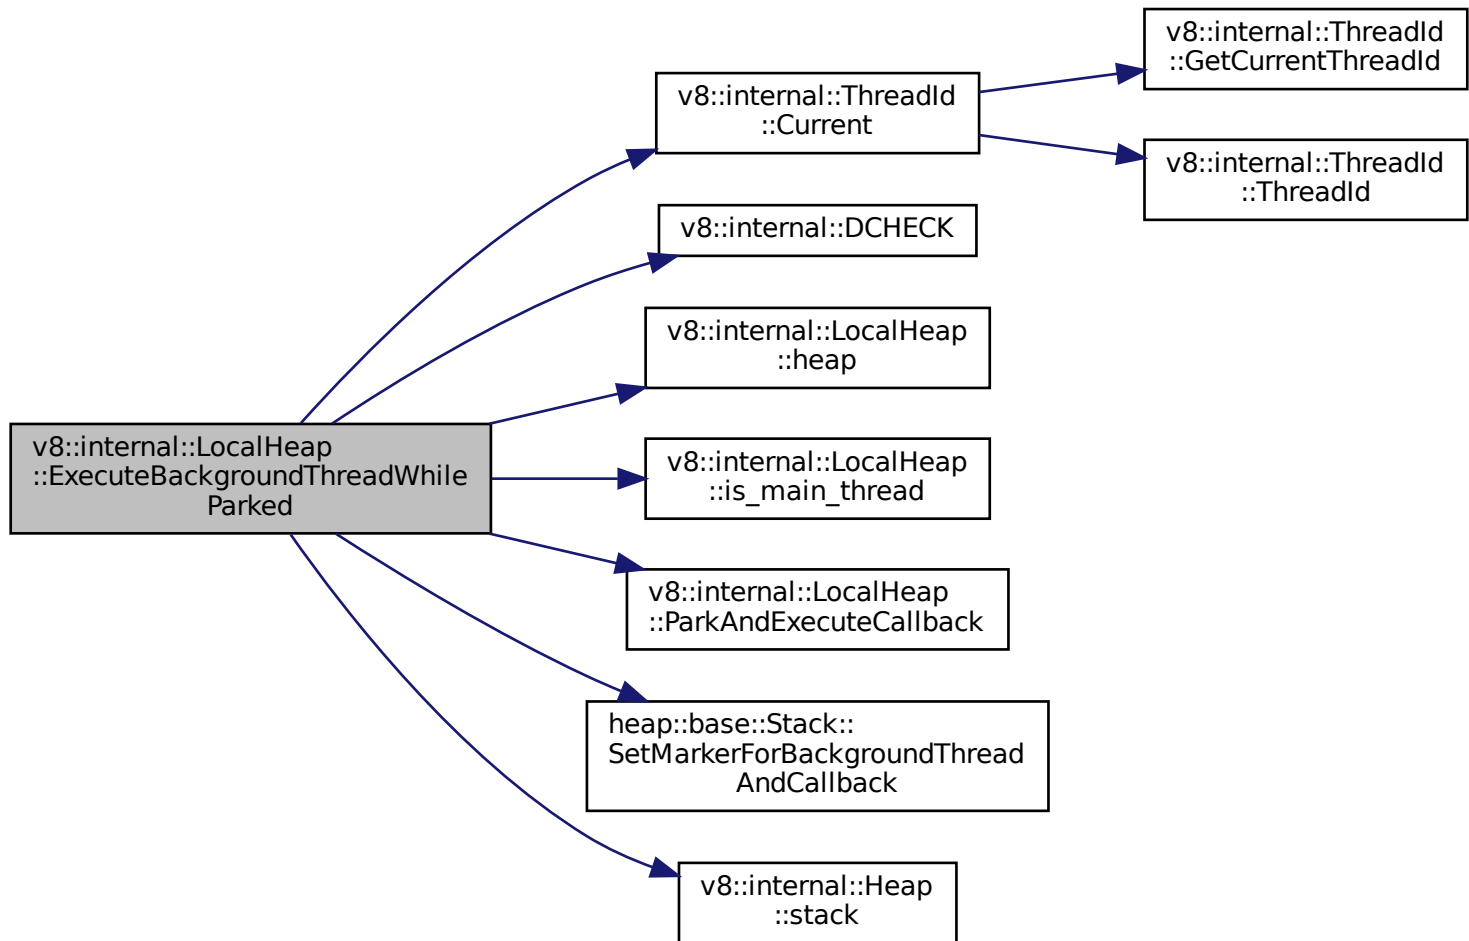 v8::internal::ThreadId
::GetCurrentThreadId
v8::internal::ThreadId
::Current
v8::internal::ThreadId
::ThreadId
v8::internal::DCHECK
v8::internal::LocalHeap
::heap
v8::internal::LocalHeap
::ExecuteBackgroundThreadWhile
Parked
v8::internal::LocalHeap
::is_main_thread
v8::internal::LocalHeap
::ParkAndExecuteCallback
heap::base::Stack::
SetMarkerForBackgroundThread
AndCallback
v8::internal::Heap
::stack